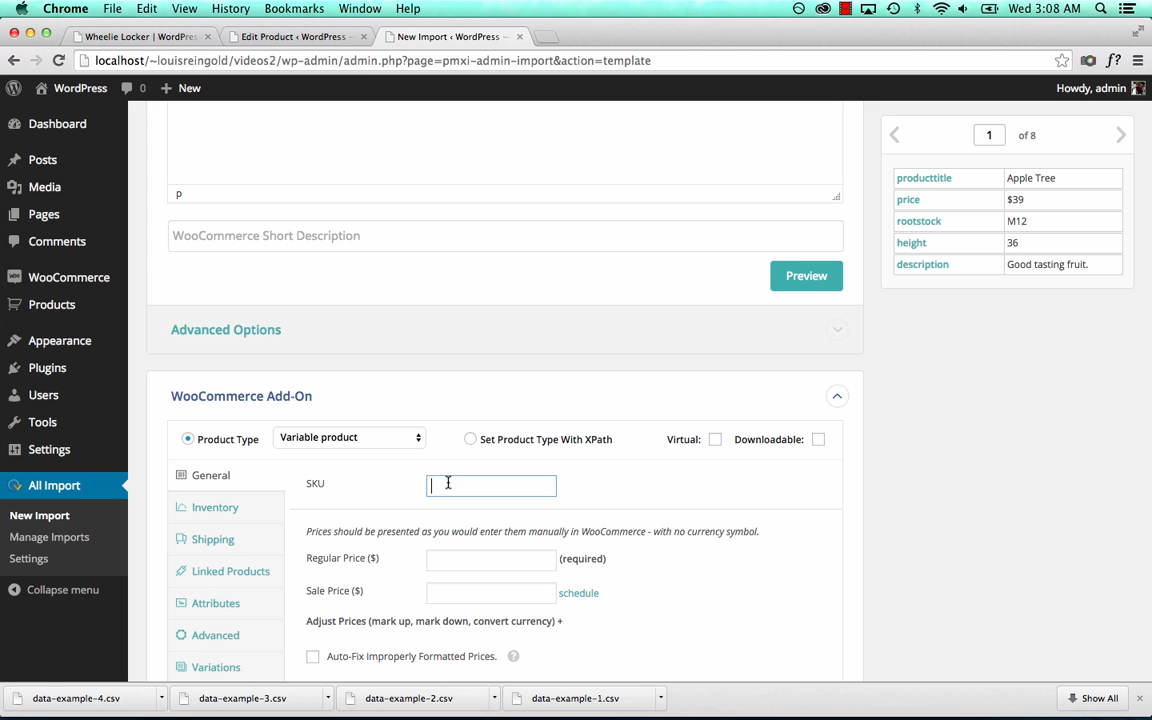 Chrome File Edit View History Bookmarks Window Help Wed 3:08 AM
Wheelie Locker | WordPres Edit Product ‹ WordPress — New Import ‹ WordPress —
localhost/~louisreingold/videos2/wp-admin/admin.php?page=pmxi-admin-import&action=template f?
WordPress 0 + New Howdy, admin
Dashboard
Posts
Media
Pages
Comments
WooCommerce
Products
Appearance
Plugins
Users
Tools
Settings
All Import
New Import
Manage Imports
Settings
Collapse menu
p
WooCommerce Short Description
Preview
Advanced Options
WooCommerce Add-On
Product Type Variable product Set Product Type With XPath Virtual: Downloadable:
General
Inventory
Shipping
Linked Products
Attributes
Advanced
Variations
SKU
Prices should be presented as you would enter them manually in WooCommerce - with no currency symbol.
Regular Price ($) (required)
Sale Price ($) schedule
Adjust Prices (mark up, mark down, convert currency) +
Auto-Fix Improperly Formatted Prices. ?
1 of 8
producttitle Apple Tree
price $39
rootstock M12
height 36
description Good tasting fruit.
data-example-4.csv data-example-3.csv data-example-2.csv data-example-1.csv Show All